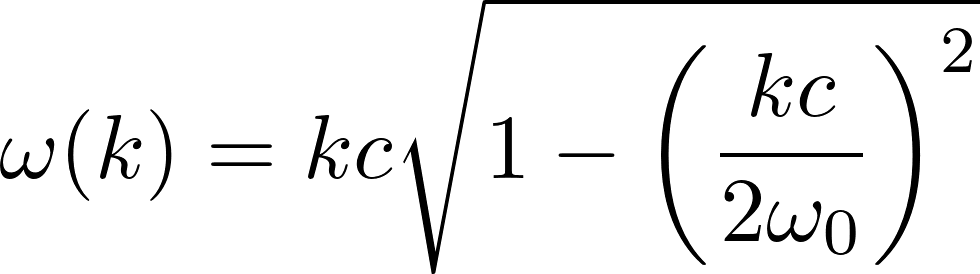 ω(k) = kc√(1 − (kc/2ω₀)²)